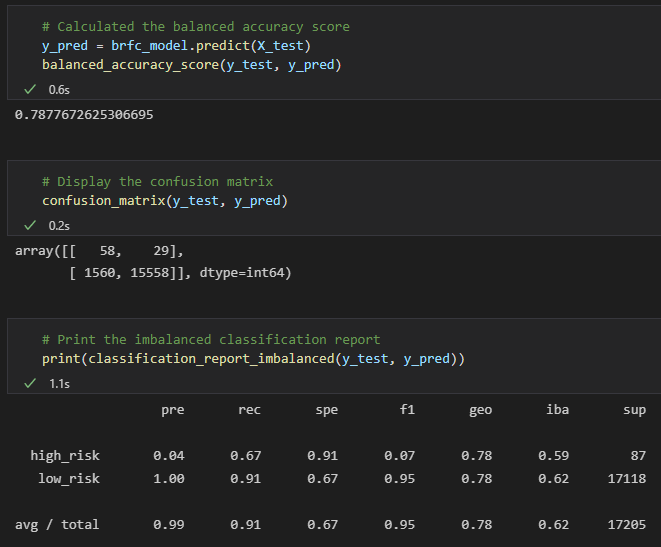 # Calculated the balanced accuracy score
y_pred = brfc_model.predict(X_test)
balanced_accuracy_score(y_test, y_pred)
✓ 0.6s
0.7877672625306695
# Display the confusion matrix
confusion_matrix(y_test, y_pred)
✓ 0.2s
array([[   58,    29],
       [ 1560, 15558]], dtype=int64)
# Print the imbalanced classification report
print(classification_report_imbalanced(y_test, y_pred))
✓ 1.1s
pre rec spe f1 geo iba sup
high_risk 0.04 0.67 0.91 0.07 0.78 0.59 87
low_risk 1.00 0.91 0.67 0.95 0.78 0.62 17118
avg / total 0.99 0.91 0.67 0.95 0.78 0.62 17205